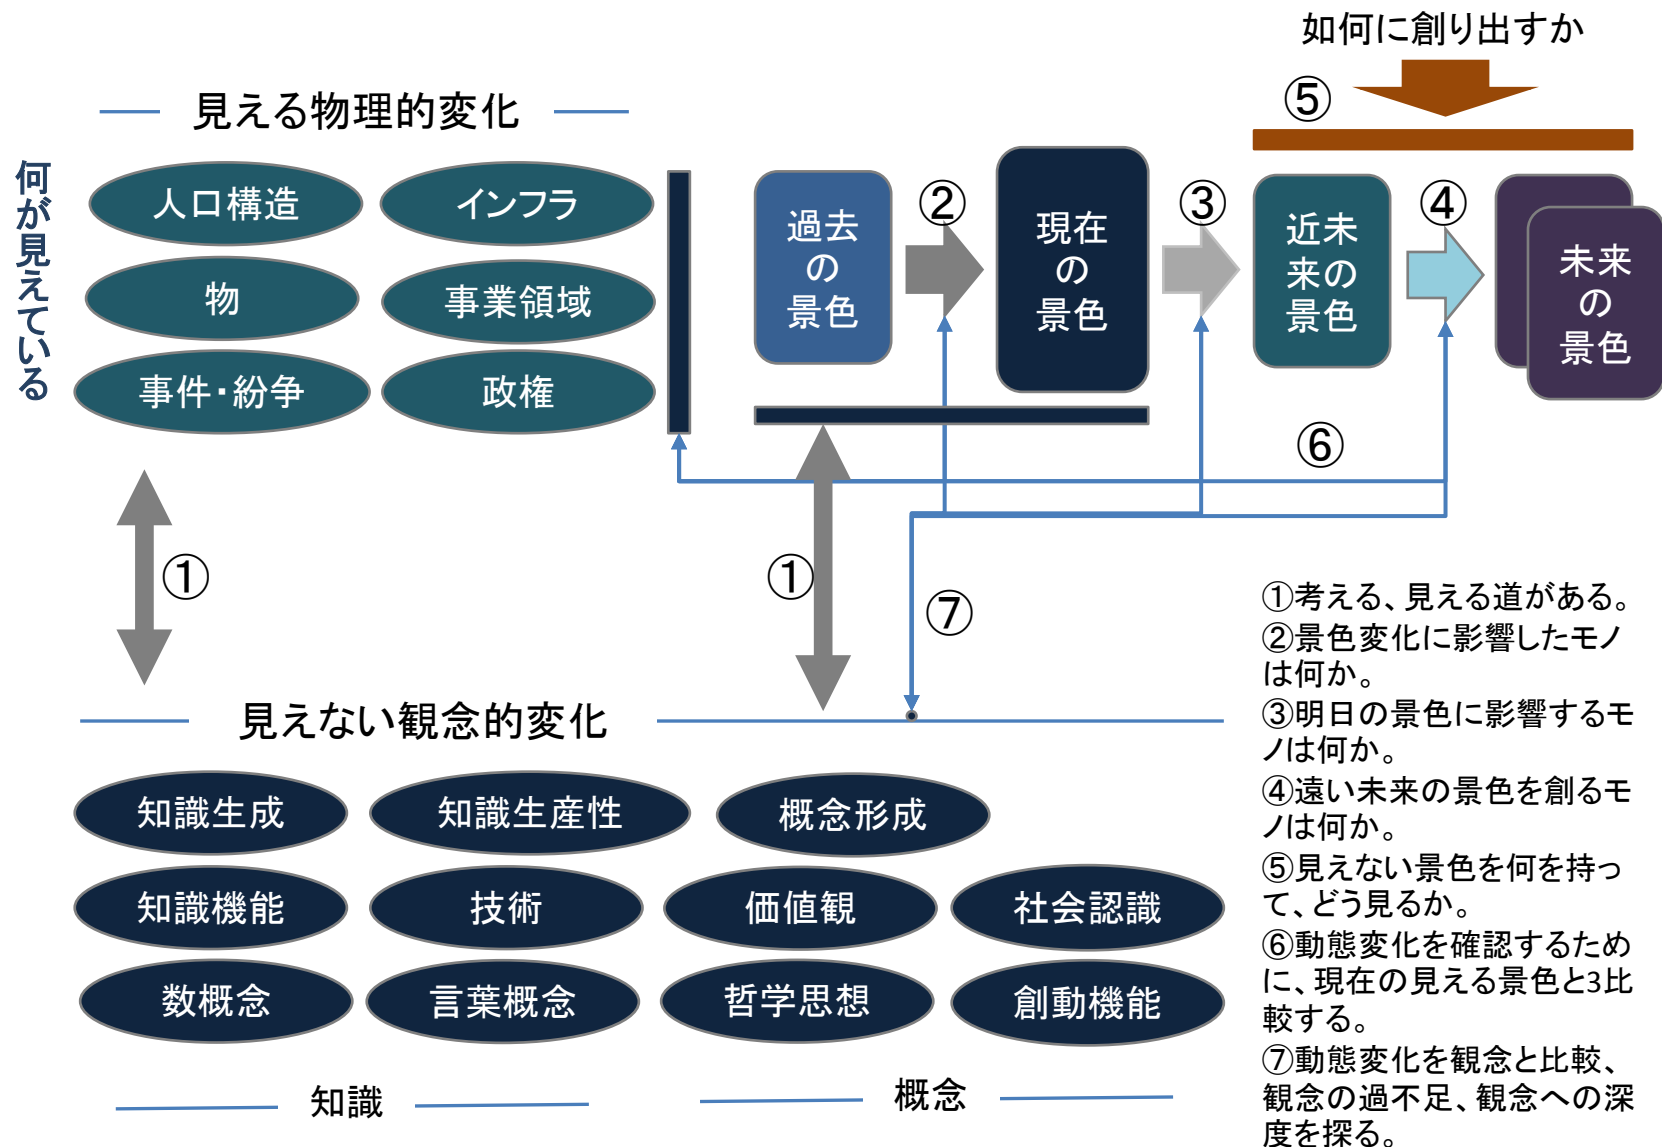 如何に創り出すか
⑤
見える物理的変化
何が見えている
人口構造
インフラ
物
事業領域
事件・紛争
政権
過去
の
景色
②
現在
の
景色
③
近未
来の
景色
④
未来
の
景色
⑥
①
①
⑦
見えない観念的変化
知識生成
知識生産性
概念形成
知識機能
技術
価値観
社会認識
数概念
言葉概念
哲学思想
創動機能
知識
概念
①考える、見える道がある。
②景色変化に影響したモノ
は何か。
③明日の景色に影響するモ
ノは何か。
④遠い未来の景色を創るモ
ノは何か。
⑤見えない景色を何を持っ
て、どう見るか。
⑥動態変化を確認するため
に、現在の見える景色と3比
較する。
⑦動態変化を観念と比較、
観念の過不足、観念への深
度を探る。